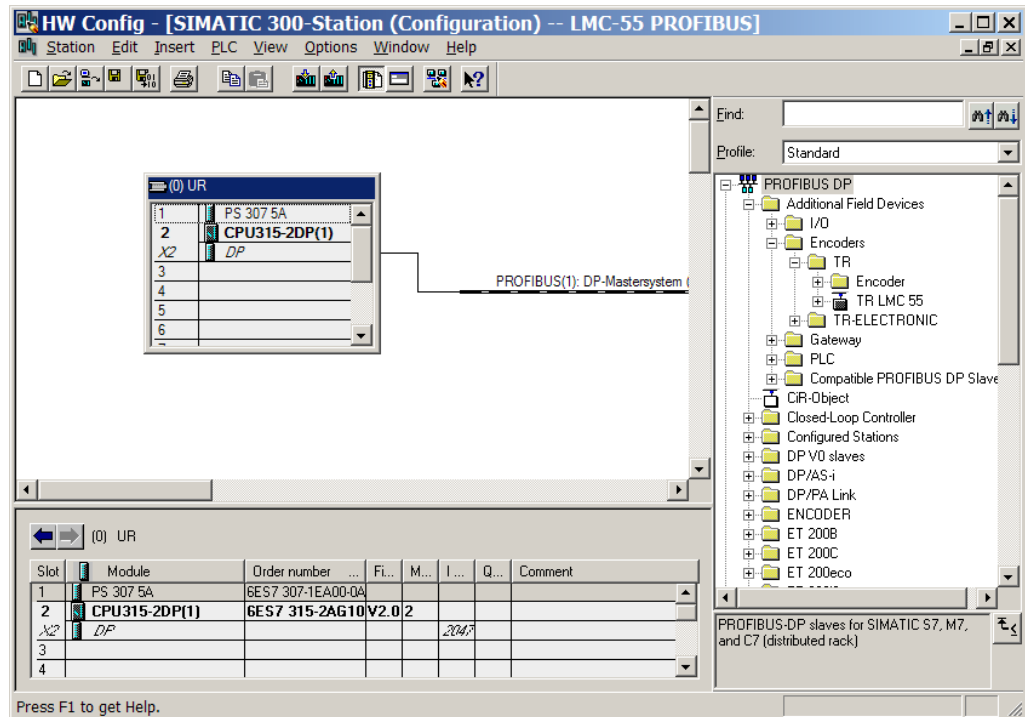 HW Config - [SIMATIC 300-Station (Configuration) -- LMC-55 PROFIBUS]
Station Edit Insert PLC View Options Window Help
(0) UR
1 PS 307 5A
2 CPU315-2DP(1)
X2 DP
3
4
5
6
PROFIBUS(1): DP-Mastersystem (
Find:
Profile: Standard
PROFIBUS DP
Additional Field Devices
I/O
Encoders
TR
Encoder
TR LMC 55
TR-ELECTRONIC
Gateway
PLC
Compatible PROFIBUS DP Slave
CiR-Object
Closed-Loop Controller
Configured Stations
DP V0 slaves
DP/AS-i
DP/PA Link
ENCODER
ET 200B
ET 200C
ET 200eco
PROFIBUS-DP slaves for SIMATIC S7, M7,
and C7 (distributed rack)
(0) UR
Slot Module Order number ... Fi... M... I ... Q... Comment
1 PS 307 5A 6ES7 307-1EA00-0A
2 CPU315-2DP(1) 6ES7 315-2AG10 V2.0 2
X2 DP 2047
3
4
Press F1 to get Help.